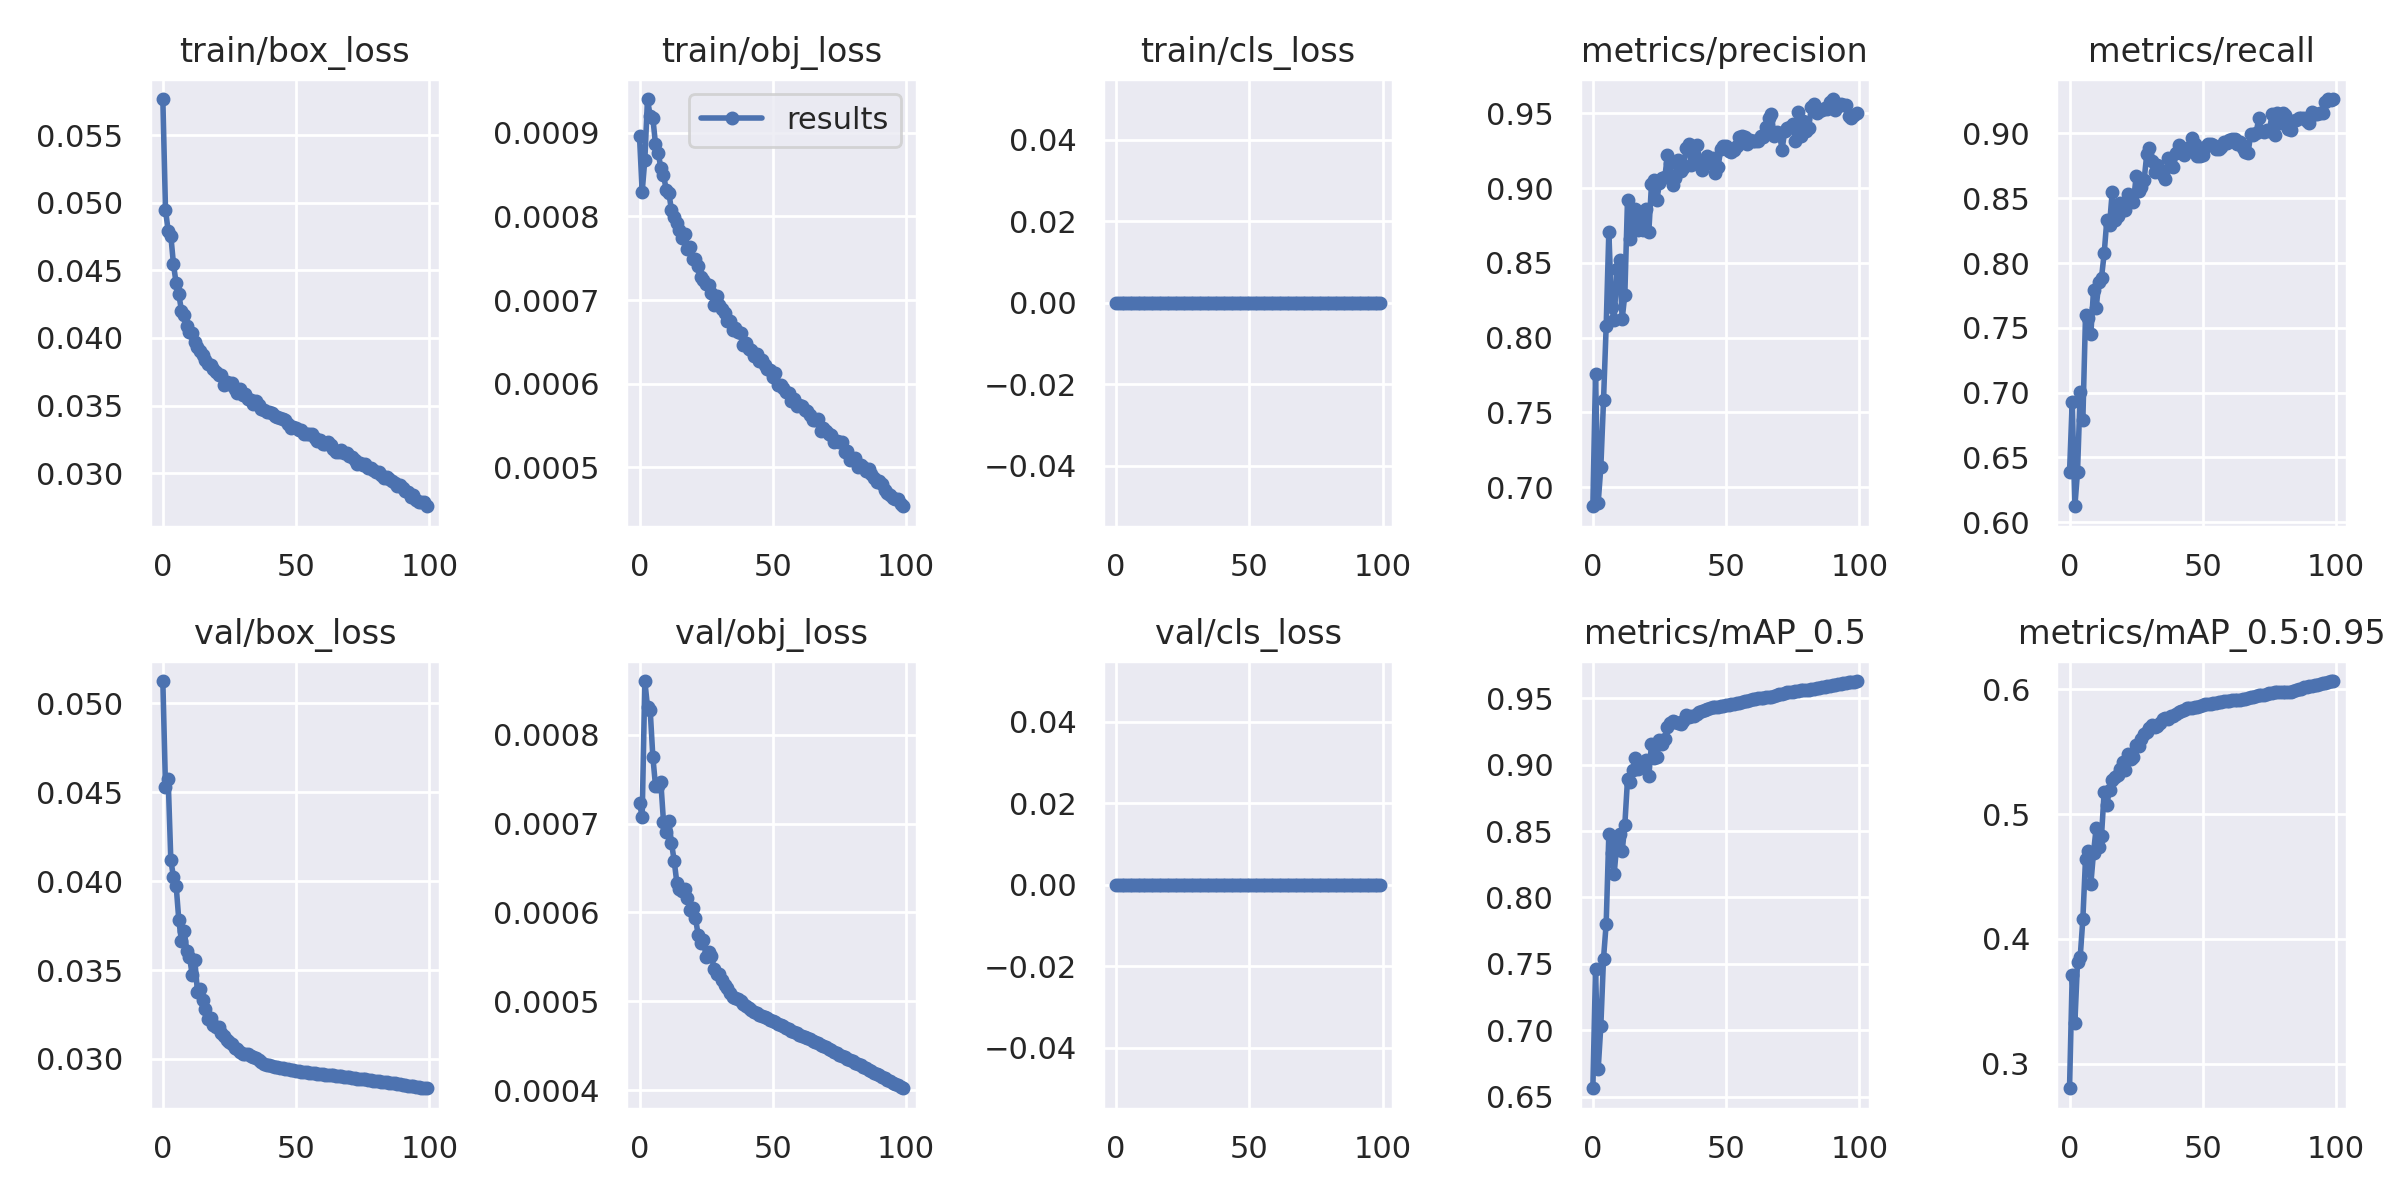 train/box_loss
0.055
0.050
0.045
0.040
0.035
0.030
0 50 100
train/obj_loss
results
0.0009
0.0008
0.0007
0.0006
0.0005
0 50 100
train/cls_loss
0.04
0.02
0.00
−0.02
−0.04
0 50 100
metrics/precision
0.95
0.90
0.85
0.80
0.75
0.70
0 50 100
metrics/recall
0.90
0.85
0.80
0.75
0.70
0.65
0.60
0 50 100
val/box_loss
0.050
0.045
0.040
0.035
0.030
0 50 100
val/obj_loss
0.0008
0.0007
0.0006
0.0005
0.0004
0 50 100
val/cls_loss
0.04
0.02
0.00
−0.02
−0.04
0 50 100
metrics/mAP_0.5
0.95
0.90
0.85
0.80
0.75
0.70
0.65
0 50 100
metrics/mAP_0.5:0.95
0.6
0.5
0.4
0.3
0 50 100